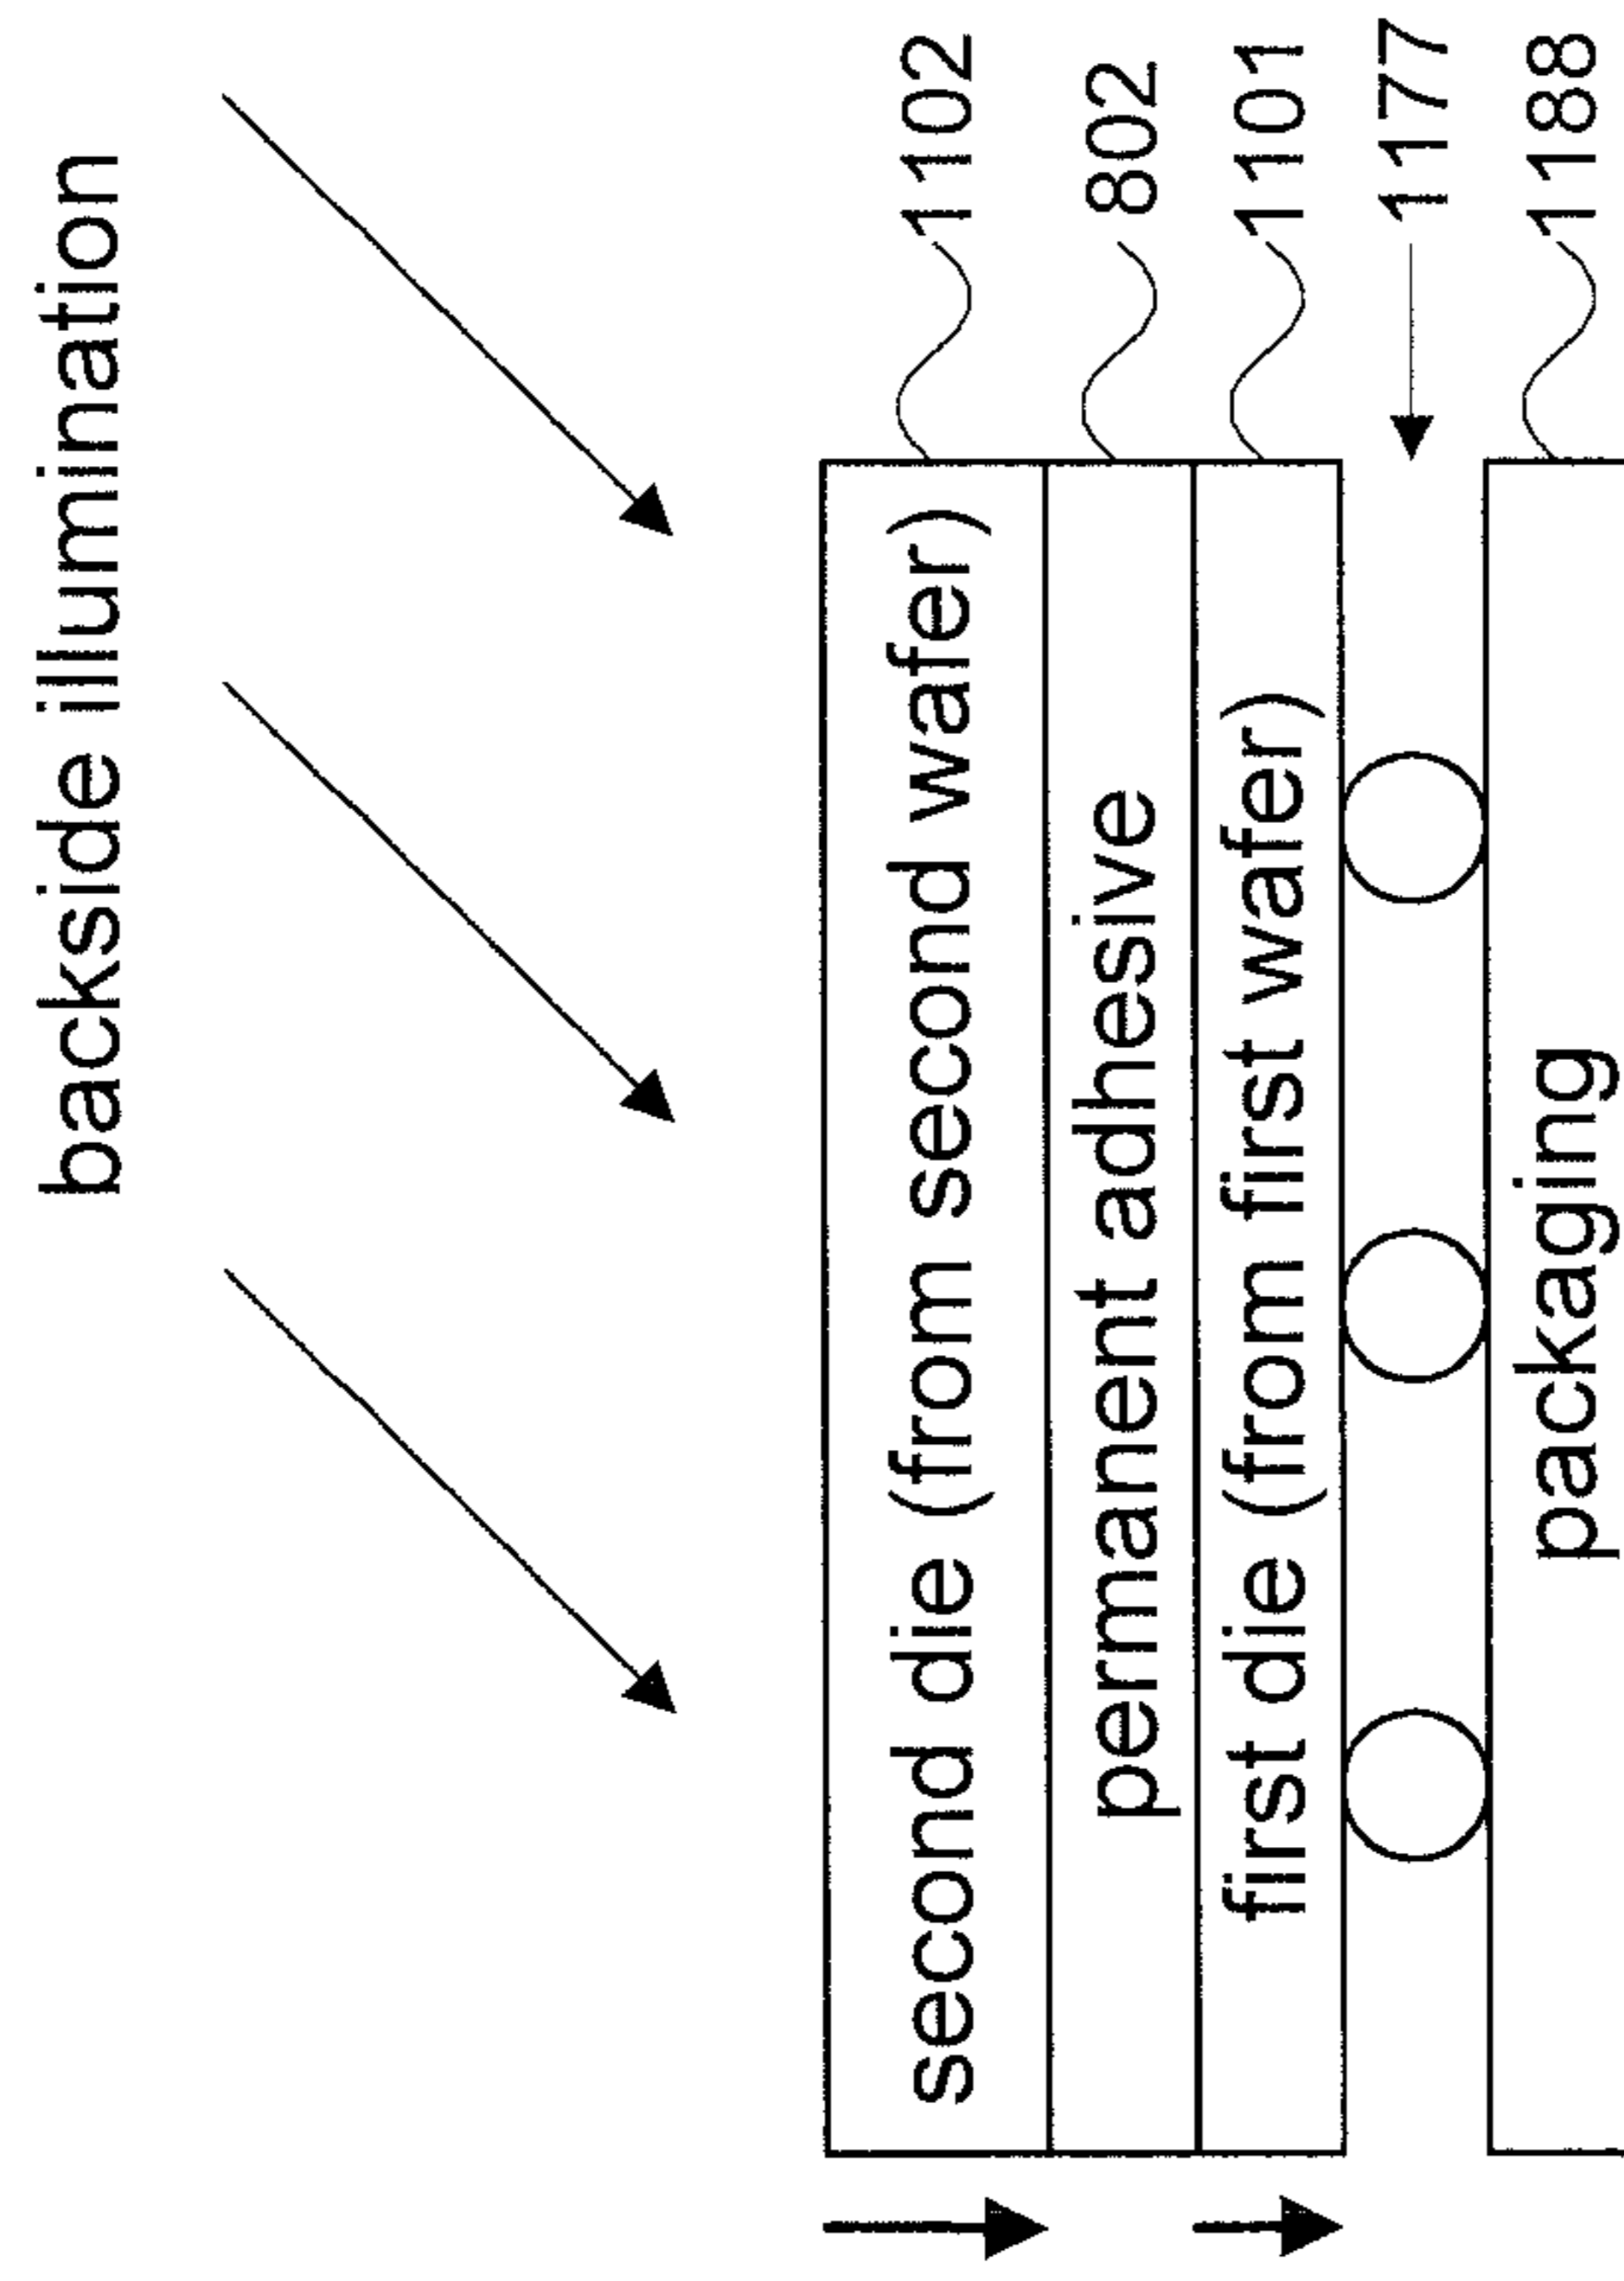 backside illumination
second die (from second wafer) 1102
permanent adhesive 802
first die (from first wafer) 1101
1177
packaging 1188